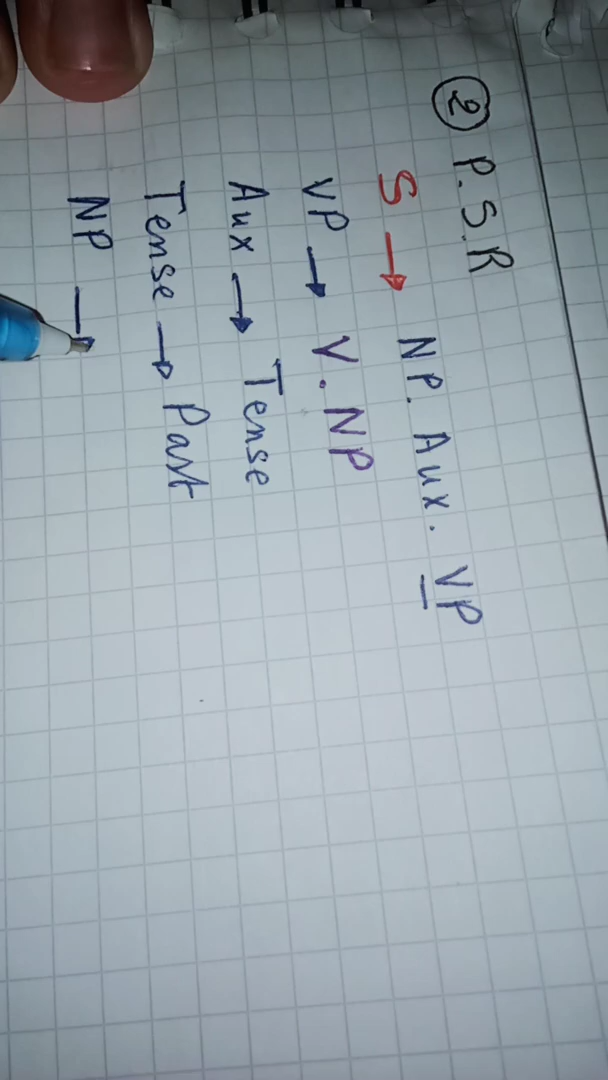 ② P.S.R
S → NP. Aux. VP
VP → V. NP
Aux → Tense
Tense → Past
NP →